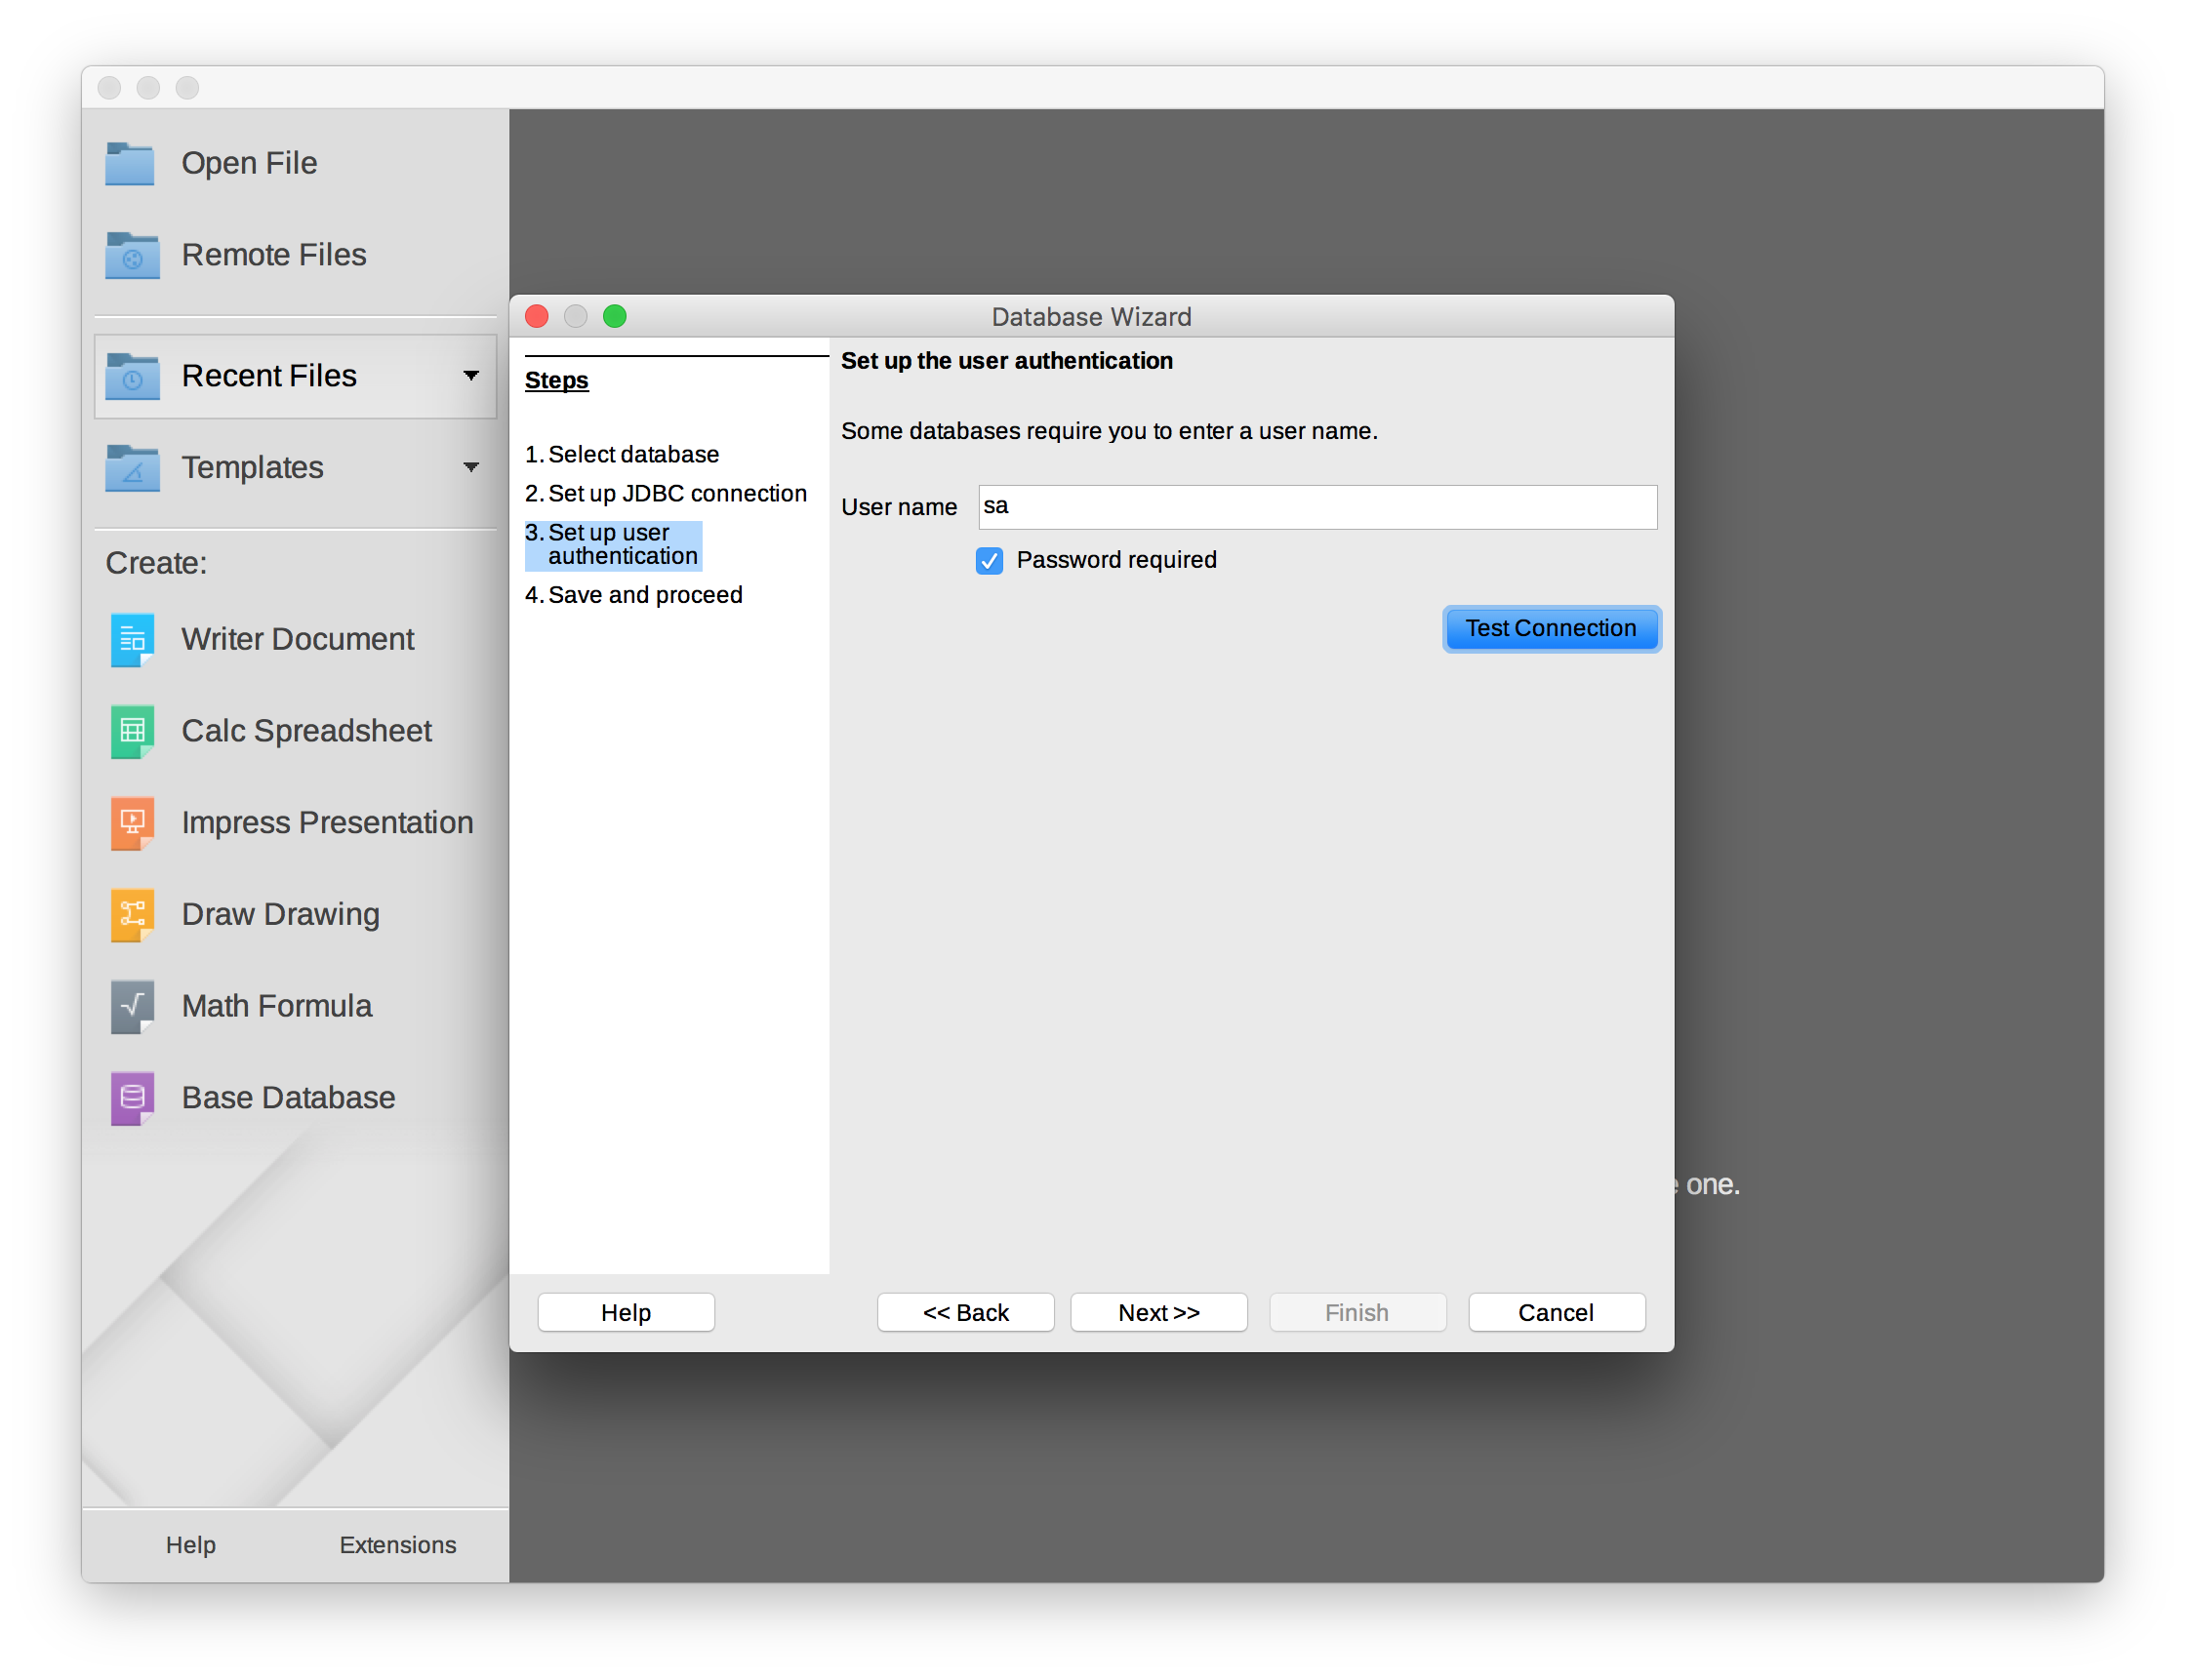 Open File
Remote Files
Recent Files
Templates
Create:
Writer Document
Calc Spreadsheet
Impress Presentation
Draw Drawing
Math Formula
Base Database
Help
Extensions
Database Wizard
Steps
1. Select database
2. Set up JDBC connection
3. Set up user
authentication
4. Save and proceed
Set up the user authentication
Some databases require you to enter a user name.
User name
sa
Password required
Test Connection
Help
<< Back
Next >>
Finish
Cancel
one.